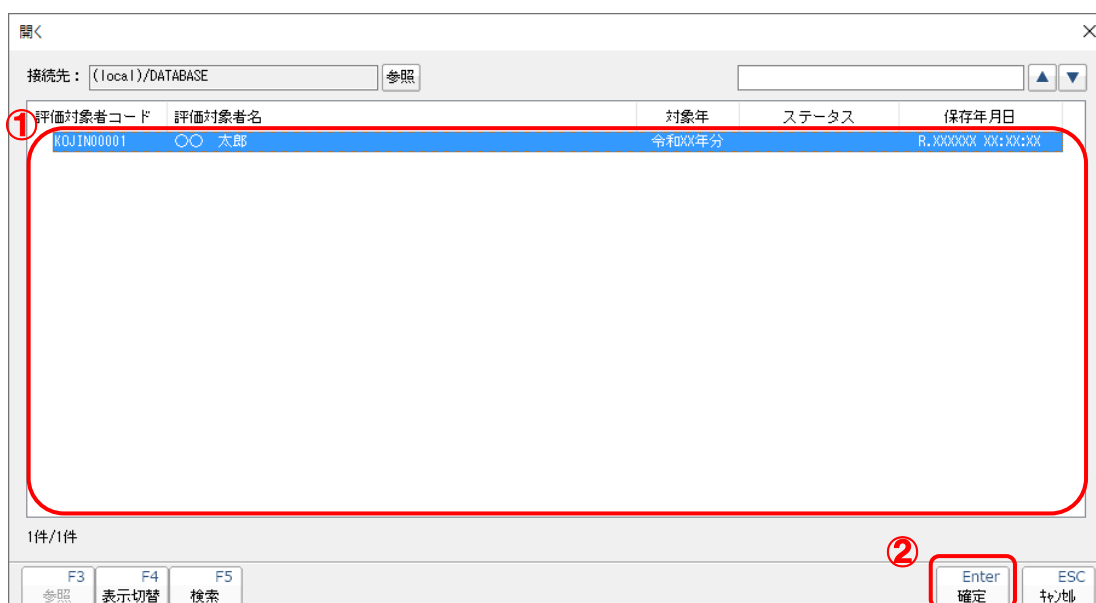 開く
接続先： (local)/DATABASE 参照 ▲ ▼
① 評価対象者コード 評価対象者名 対象年 ステータス 保存年月日
KOJIN00001 ○○ 太郎 令和XX年分 R.XXXXXX XX:XX:XX
1件/1件
②
F3 F4 F5 Enter ESC
参照 表示切替 検索 確定 ｷｬﾝｾﾙ